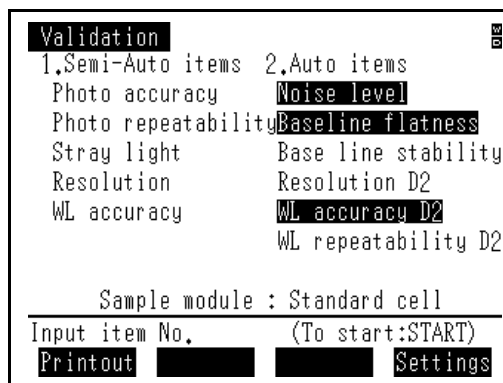 Validation
W
D
1.Semi-Auto items 2.Auto items
Photo accuracy Noise level
Photo repeatability Baseline flatness
Stray light Base line stability
Resolution Resolution D2
WL accuracy WL accuracy D2
WL repeatability D2
Sample module : Standard cell
Input item No. (To start:START)
Printout Settings